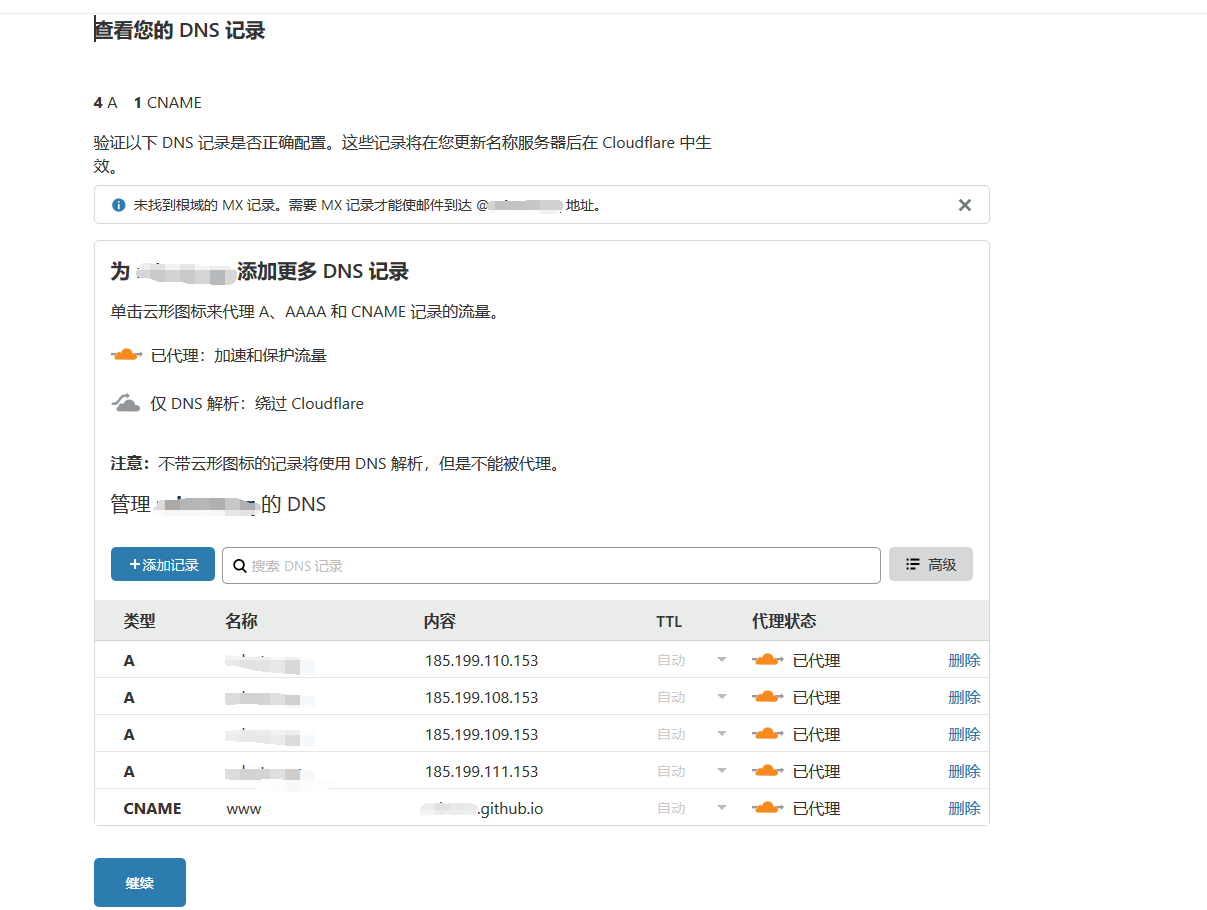 查看您的 DNS 记录
4 A 1 CNAME
验证以下 DNS 记录是否正确配置。这些记录将在您更新名称服务器后在 Cloudflare 中生
效。
未找到根域的 MX 记录。需要 MX 记录才能使邮件到达 @ 地址。
为 添加更多 DNS 记录
单击云形图标来代理 A、AAAA 和 CNAME 记录的流量。
已代理：加速和保护流量
仅 DNS 解析：绕过 Cloudflare
注意：不带云形图标的记录将使用 DNS 解析，但是不能被代理。
管理 的 DNS
+添加记录 搜索 DNS 记录 高级
类型 名称 内容 TTL 代理状态
A 185.199.110.153 自动 已代理 删除
A 185.199.108.153 自动 已代理 删除
A 185.199.109.153 自动 已代理 删除
A 185.199.111.153 自动 已代理 删除
CNAME www .github.io 自动 已代理 删除
继续